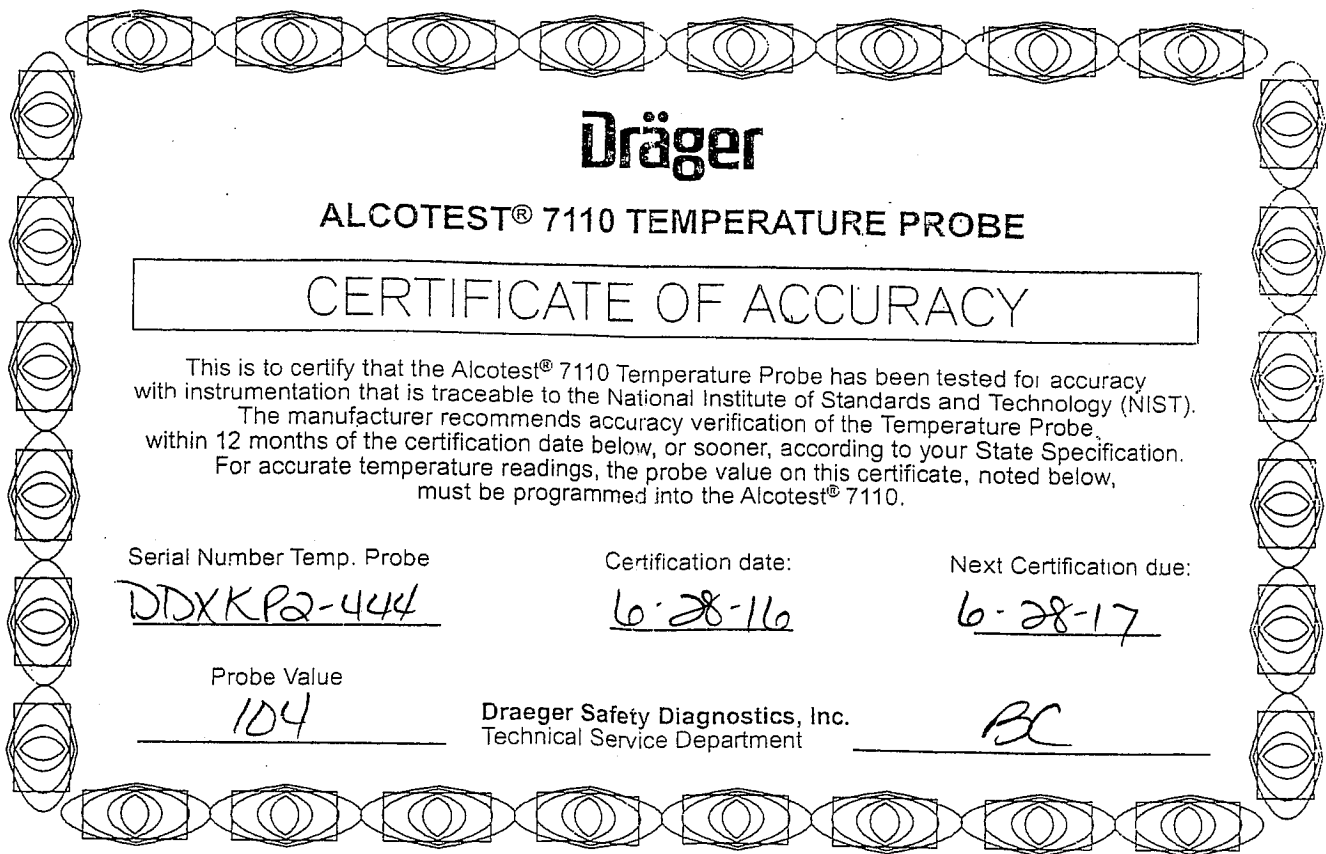 Dräger
ALCOTEST® 7110 TEMPERATURE PROBE
CERTIFICATE OF ACCURACY
This is to certify that the Alcotest® 7110 Temperature Probe has been tested for accuracy
with instrumentation that is traceable to the National Institute of Standards and Technology (NIST).
The manufacturer recommends accuracy verification of the Temperature Probe,
within 12 months of the certification date below, or sooner, according to your State Specification.
For accurate temperature readings, the probe value on this certificate, noted below,
must be programmed into the Alcotest® 7110.
Serial Number Temp. Probe Certification date: Next Certification due:
DDXKP2-444 6-28-16 6-28-17
Probe Value
104
Draeger Safety Diagnostics, Inc.
Technical Service Department
BC